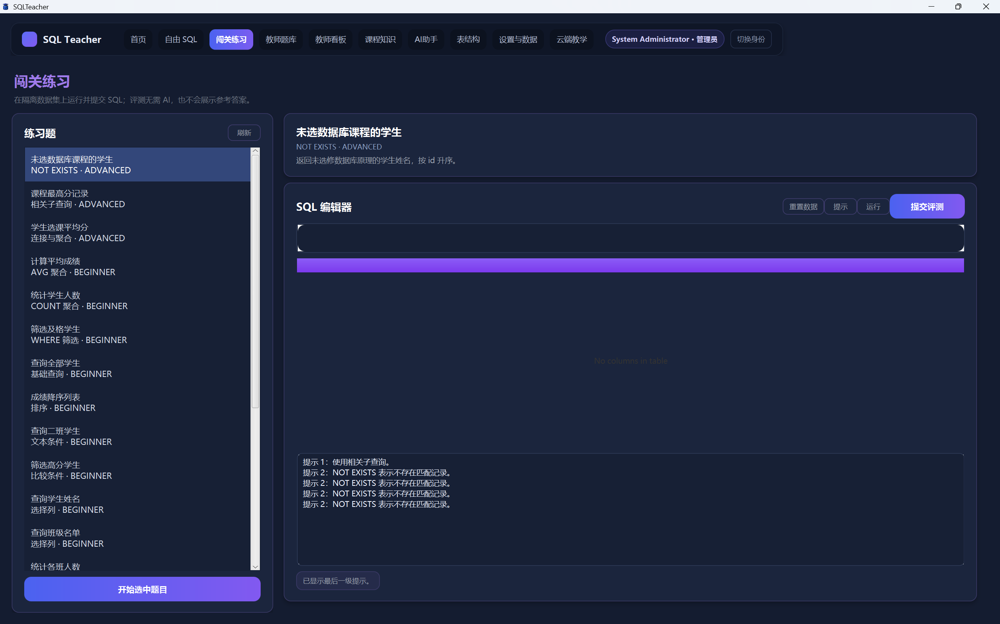 SQLTeacher
SQL Teacher
首页
自由 SQL
闯关练习
教师题库
教师看板
课程知识
AI助手
表结构
设置与数据
云端教学
System Administrator • 管理员
切换身份
闯关练习
在隔离数据集上运行并提交 SQL；评测无需 AI，也不会展示参考答案。
练习题
刷新
未选数据库课程的学生
NOT EXISTS · ADVANCED
课程最高分记录
相关子查询 · ADVANCED
学生选课平均分
连接与聚合 · ADVANCED
计算平均成绩
AVG 聚合 · BEGINNER
统计学生人数
COUNT 聚合 · BEGINNER
筛选及格学生
WHERE 筛选 · BEGINNER
查询全部学生
基础查询 · BEGINNER
成绩降序列表
排序 · BEGINNER
查询二班学生
文本条件 · BEGINNER
筛选高分学生
比较条件 · BEGINNER
查询学生姓名
选择列 · BEGINNER
查询班级名单
选择列 · BEGINNER
统计各班人数
开始选中题目
未选数据库课程的学生
NOT EXISTS · ADVANCED
返回未选修数据库原理的学生姓名，按 id 升序。
SQL 编辑器
重置数据
提示
运行
提交评测
No columns in table
提示 1：使用相关子查询。
提示 2：NOT EXISTS 表示不存在匹配记录。
提示 2：NOT EXISTS 表示不存在匹配记录。
提示 2：NOT EXISTS 表示不存在匹配记录。
提示 2：NOT EXISTS 表示不存在匹配记录。
已显示最后一级提示。